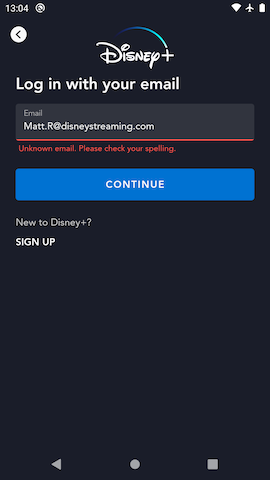 13:04
Disney+
Log in with your email
Email
Matt.R@disneystreaming.com
Unknown email. Please check your spelling.
CONTINUE
New to Disney+?
SIGN UP